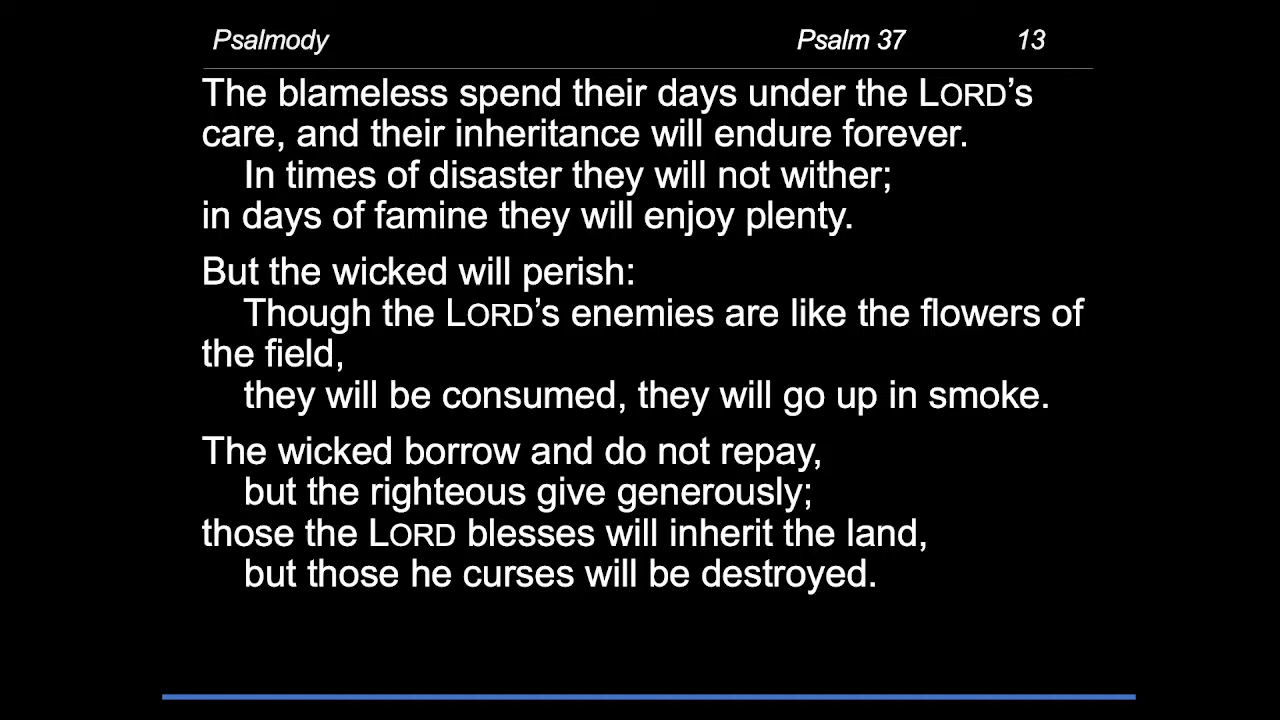 Psalmody Psalm 37 13
The blameless spend their days under the LORD’s
care, and their inheritance will endure forever.
In times of disaster they will not wither;
in days of famine they will enjoy plenty.
But the wicked will perish:
Though the LORD’s enemies are like the flowers of
the field,
they will be consumed, they will go up in smoke.
The wicked borrow and do not repay,
but the righteous give generously;
those the LORD blesses will inherit the land,
but those he curses will be destroyed.